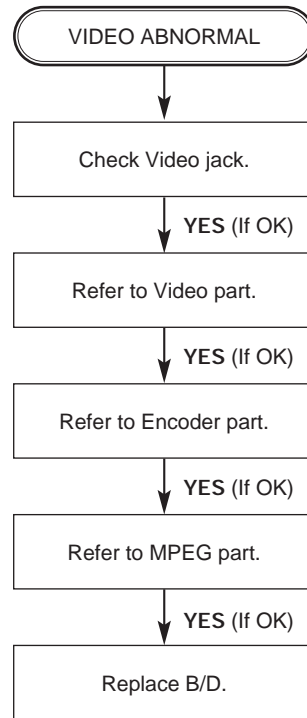 VIDEO ABNORMAL
Check Video jack.
YES (If OK)
Refer to Video part.
YES (If OK)
Refer to Encoder part.
YES (If OK)
Refer to MPEG part.
YES (If OK)
Replace B/D.